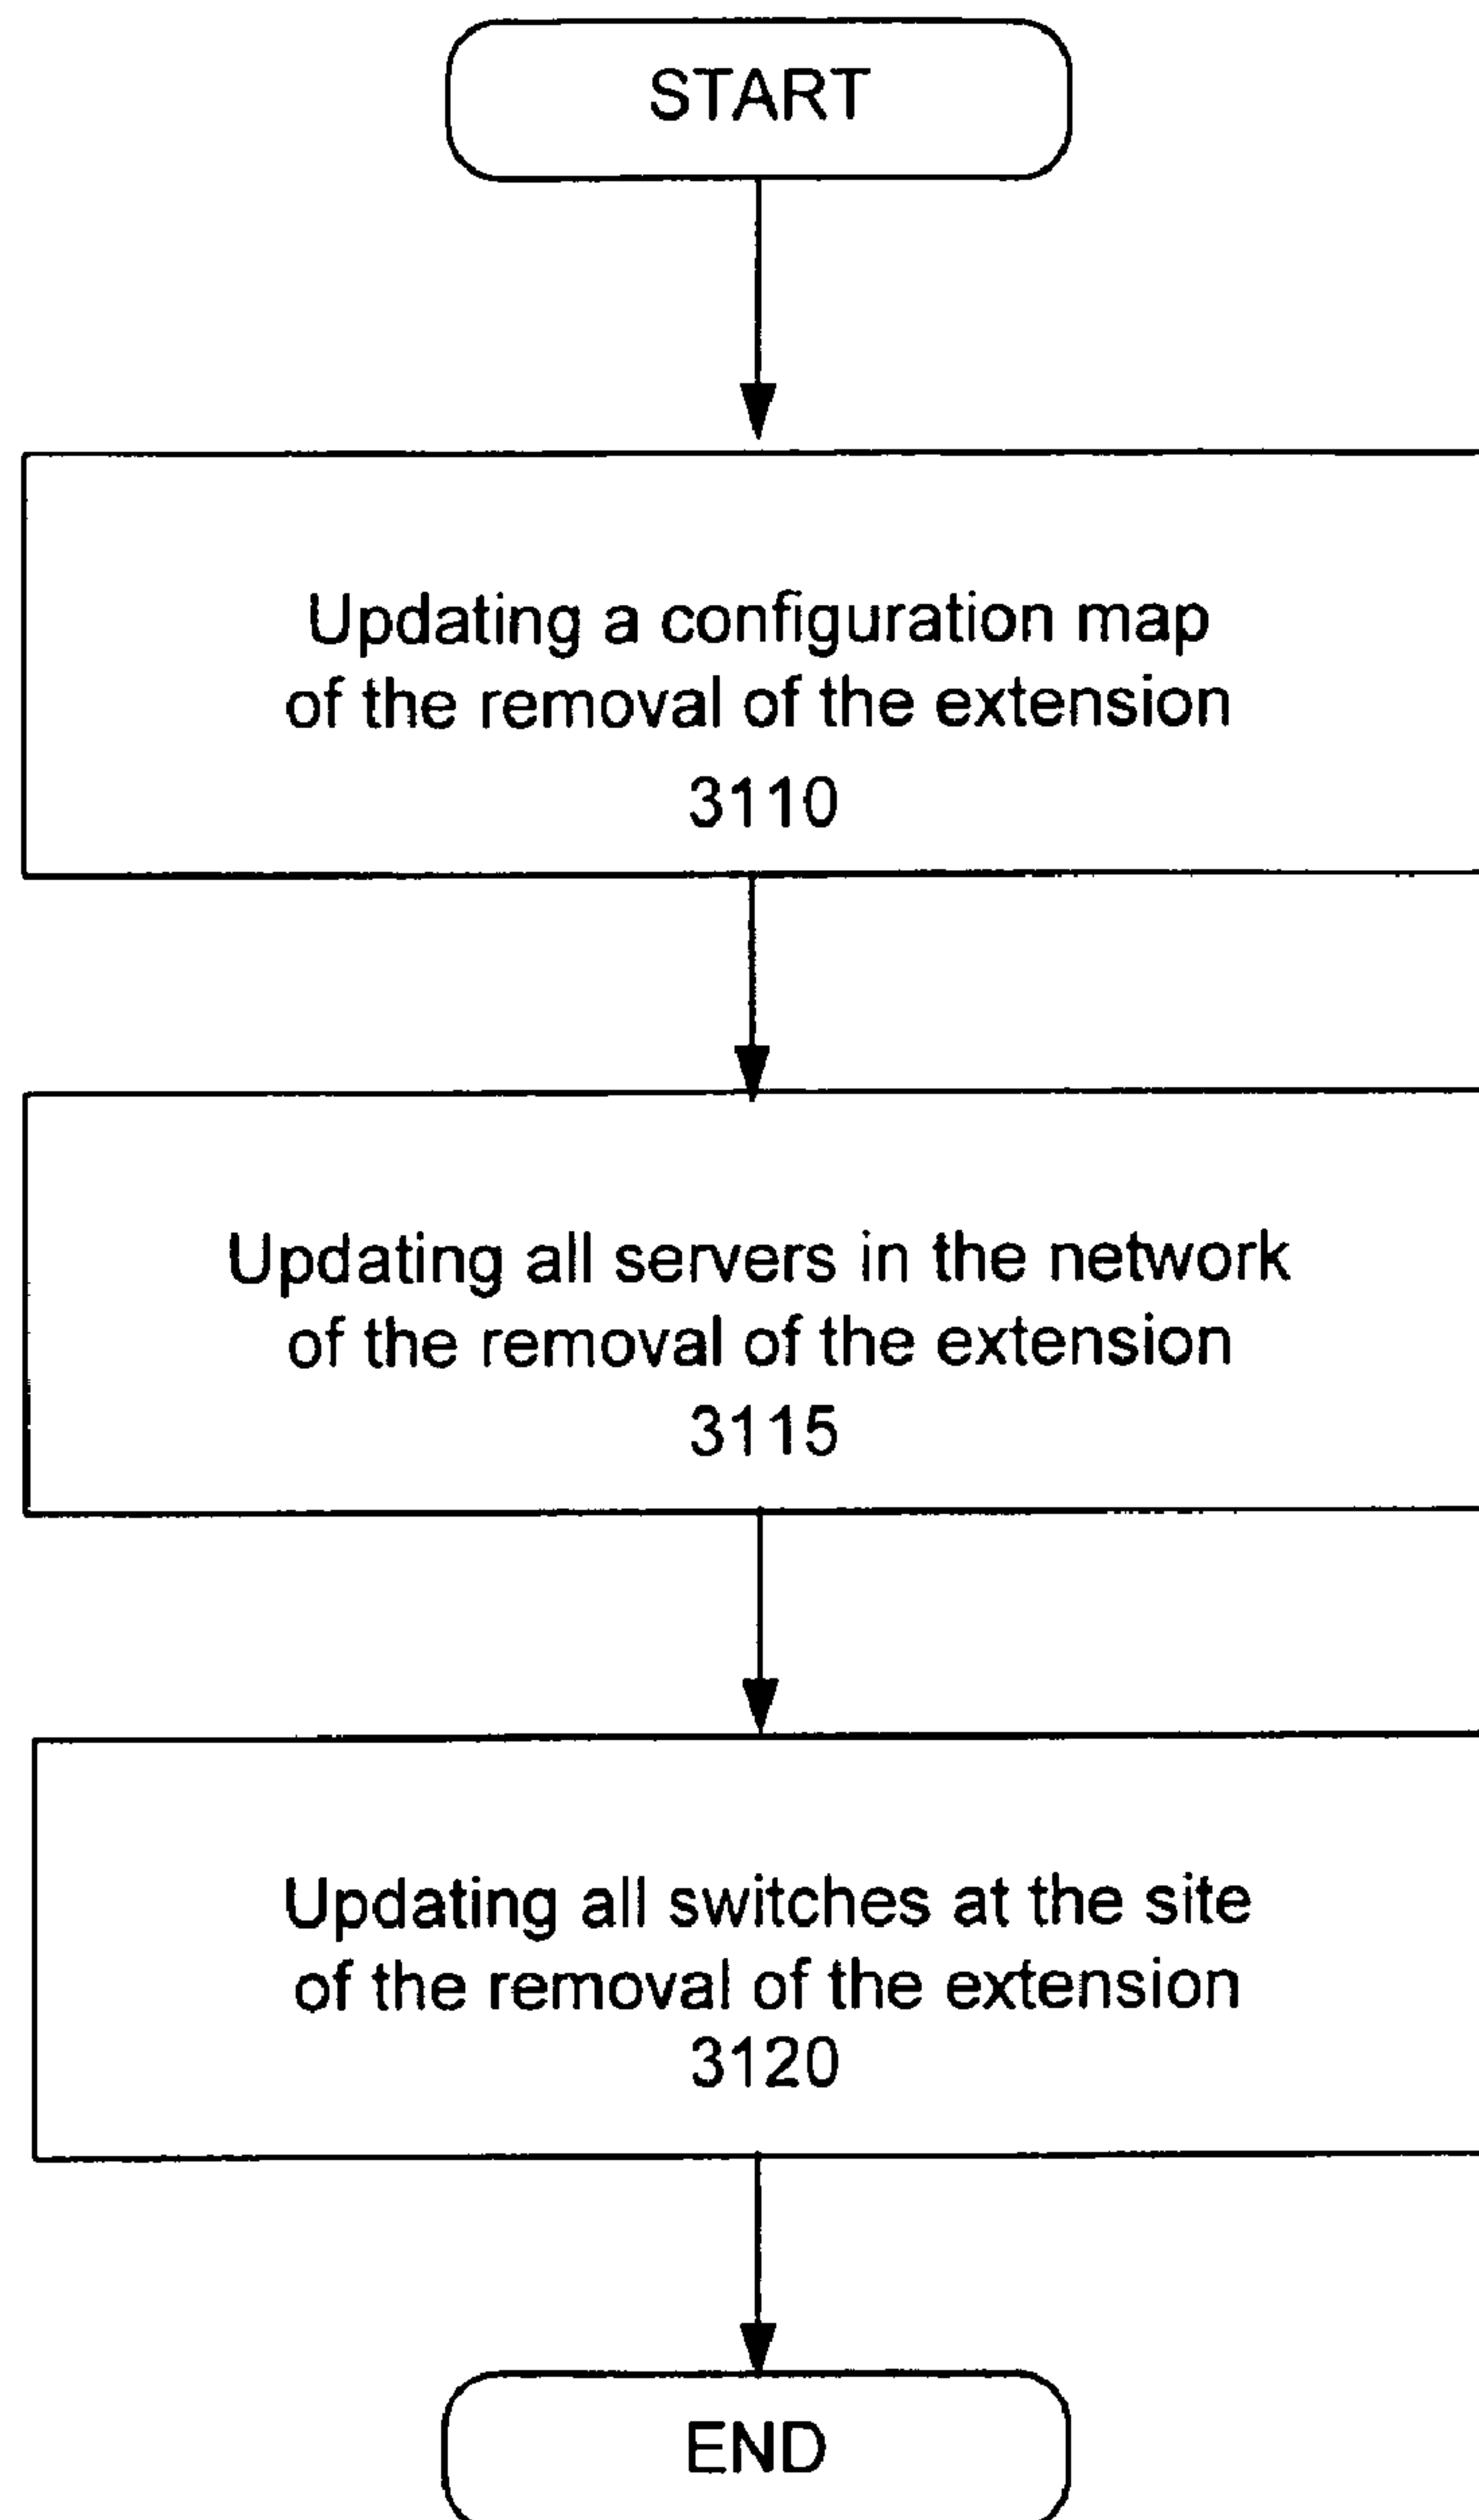 START
Updating a configuration map
of the removal of the extension
3110
Updating all servers in the network
of the removal of the extension
3115
Updating all switches at the site
of the removal of the extension
3120
END